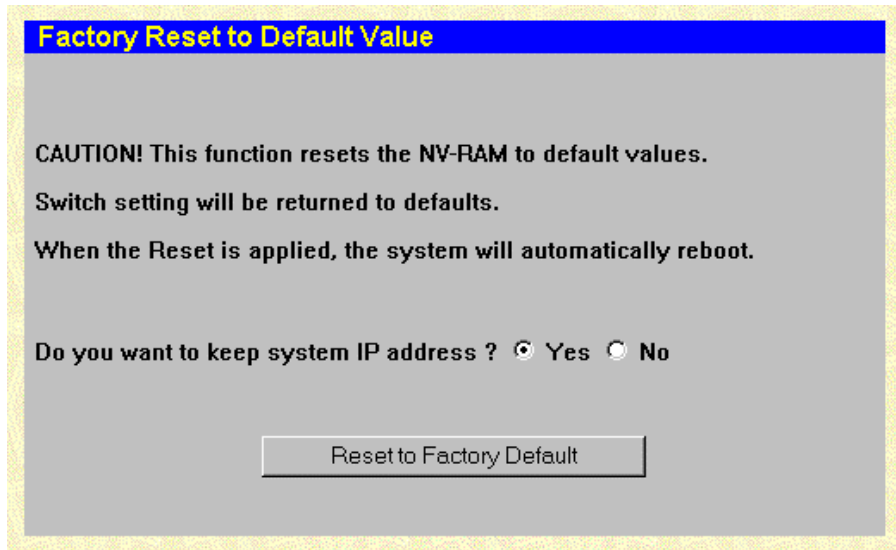 Factory Reset to Default Value
CAUTION! This function resets the NV-RAM to default values.
Switch setting will be returned to defaults.
When the Reset is applied, the system will automatically reboot.
Do you want to keep system IP address ? Yes No
Reset to Factory Default